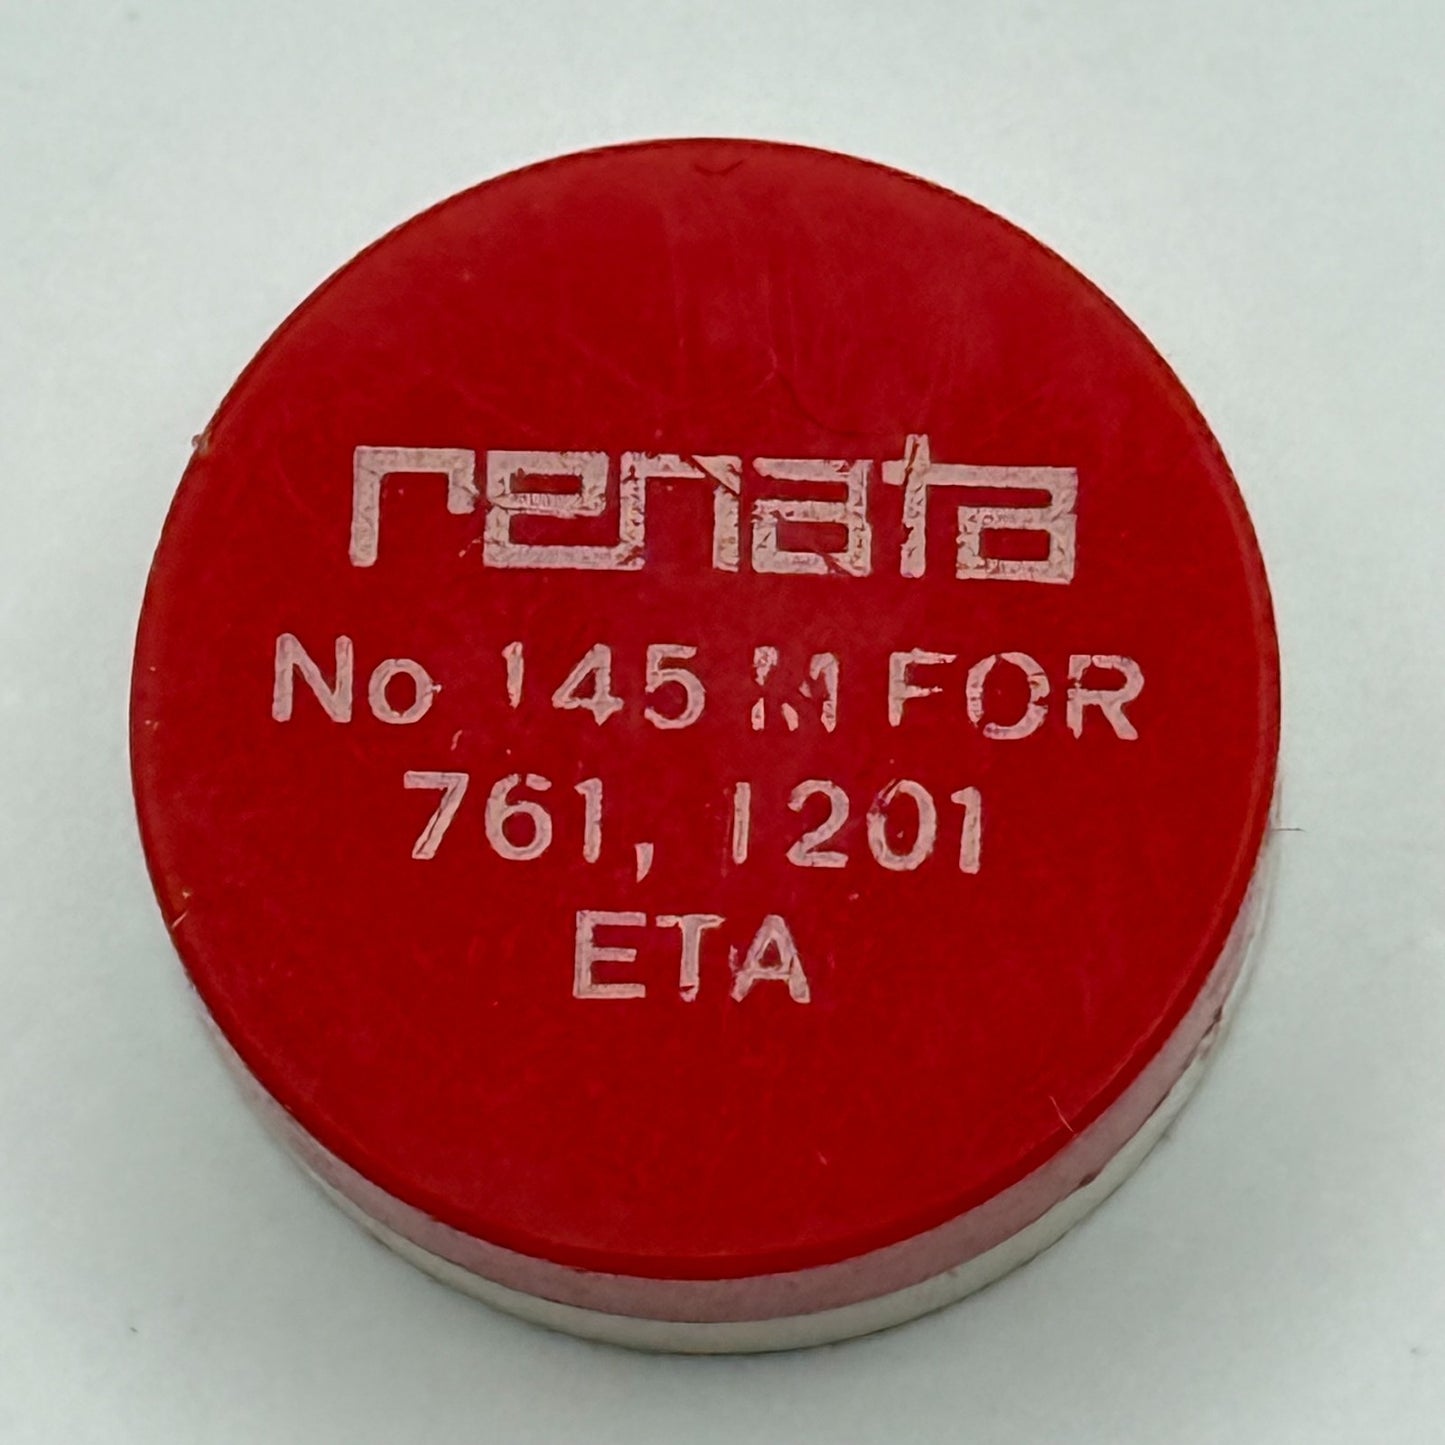 renata
No 145 M FOR
761, 1201
ETA